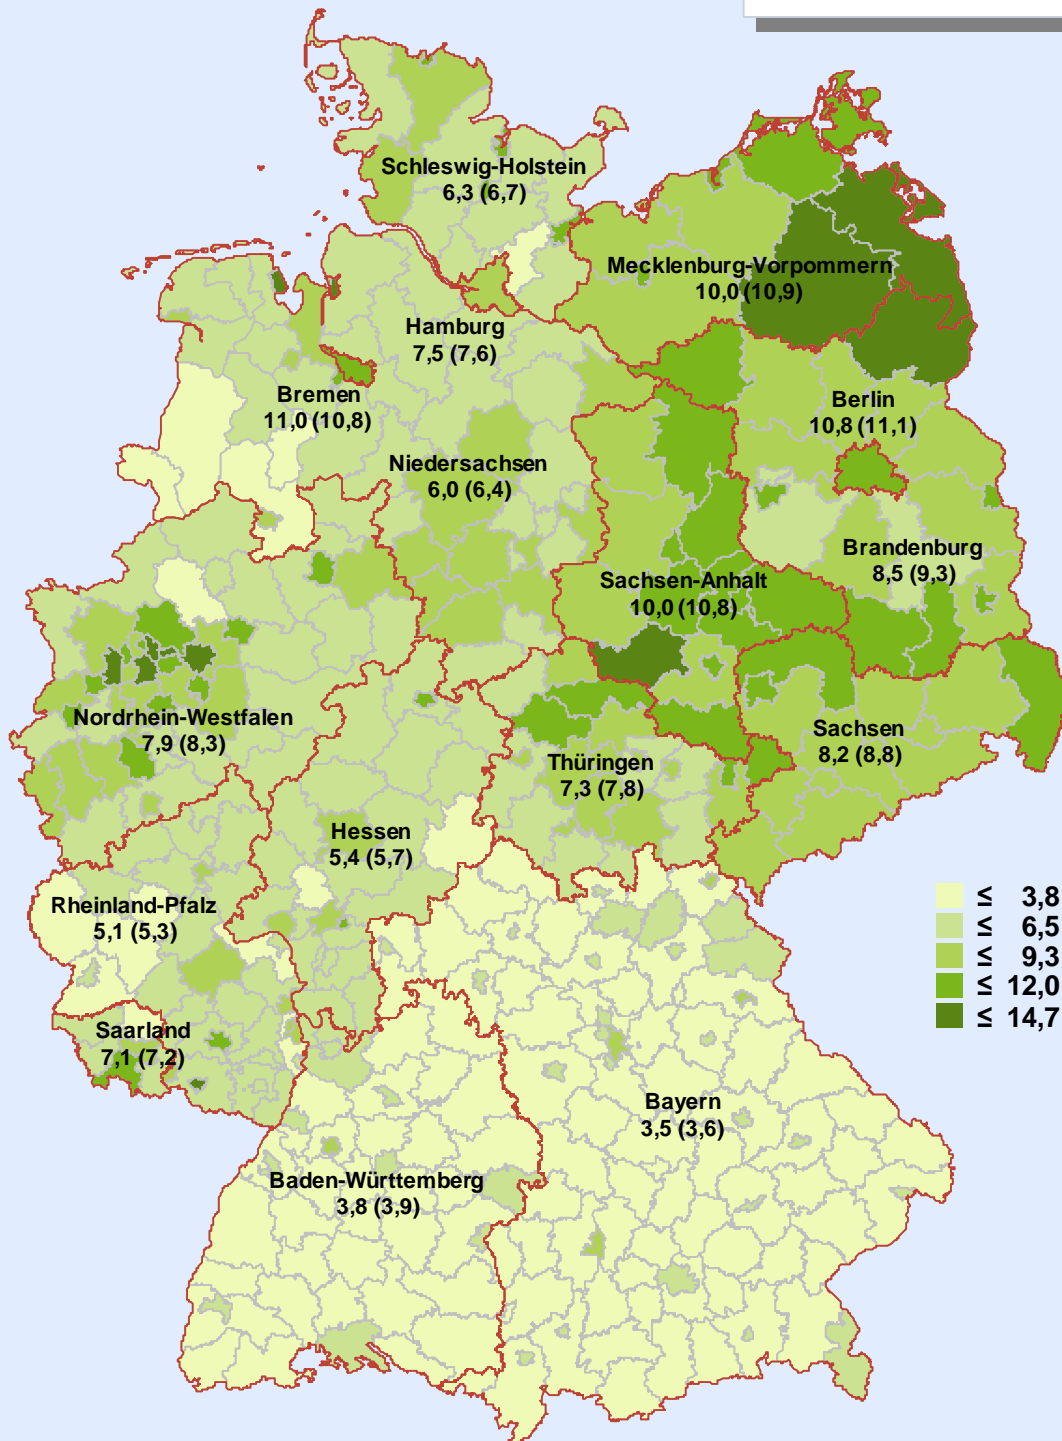 Schleswig-Holstein
6,3 (6,7)
Mecklenburg-Vorpommern
10,0 (10,9)
Hamburg
7,5 (7,6)
Bremen
11,0 (10,8)
Berlin
10,8 (11,1)
Niedersachsen
6,0 (6,4)
Brandenburg
8,5 (9,3)
Sachsen-Anhalt
10,0 (10,8)
Nordrhein-Westfalen
7,9 (8,3)
Sachsen
8,2 (8,8)
Thüringen
7,3 (7,8)
Hessen
5,4 (5,7)
Rheinland-Pfalz
5,1 (5,3)
≤ 3,8
≤ 6,5
≤ 9,3
≤ 12,0
≤ 14,7
Saarland
7,1 (7,2)
Bayern
3,5 (3,6)
Baden-Württemberg
3,8 (3,9)